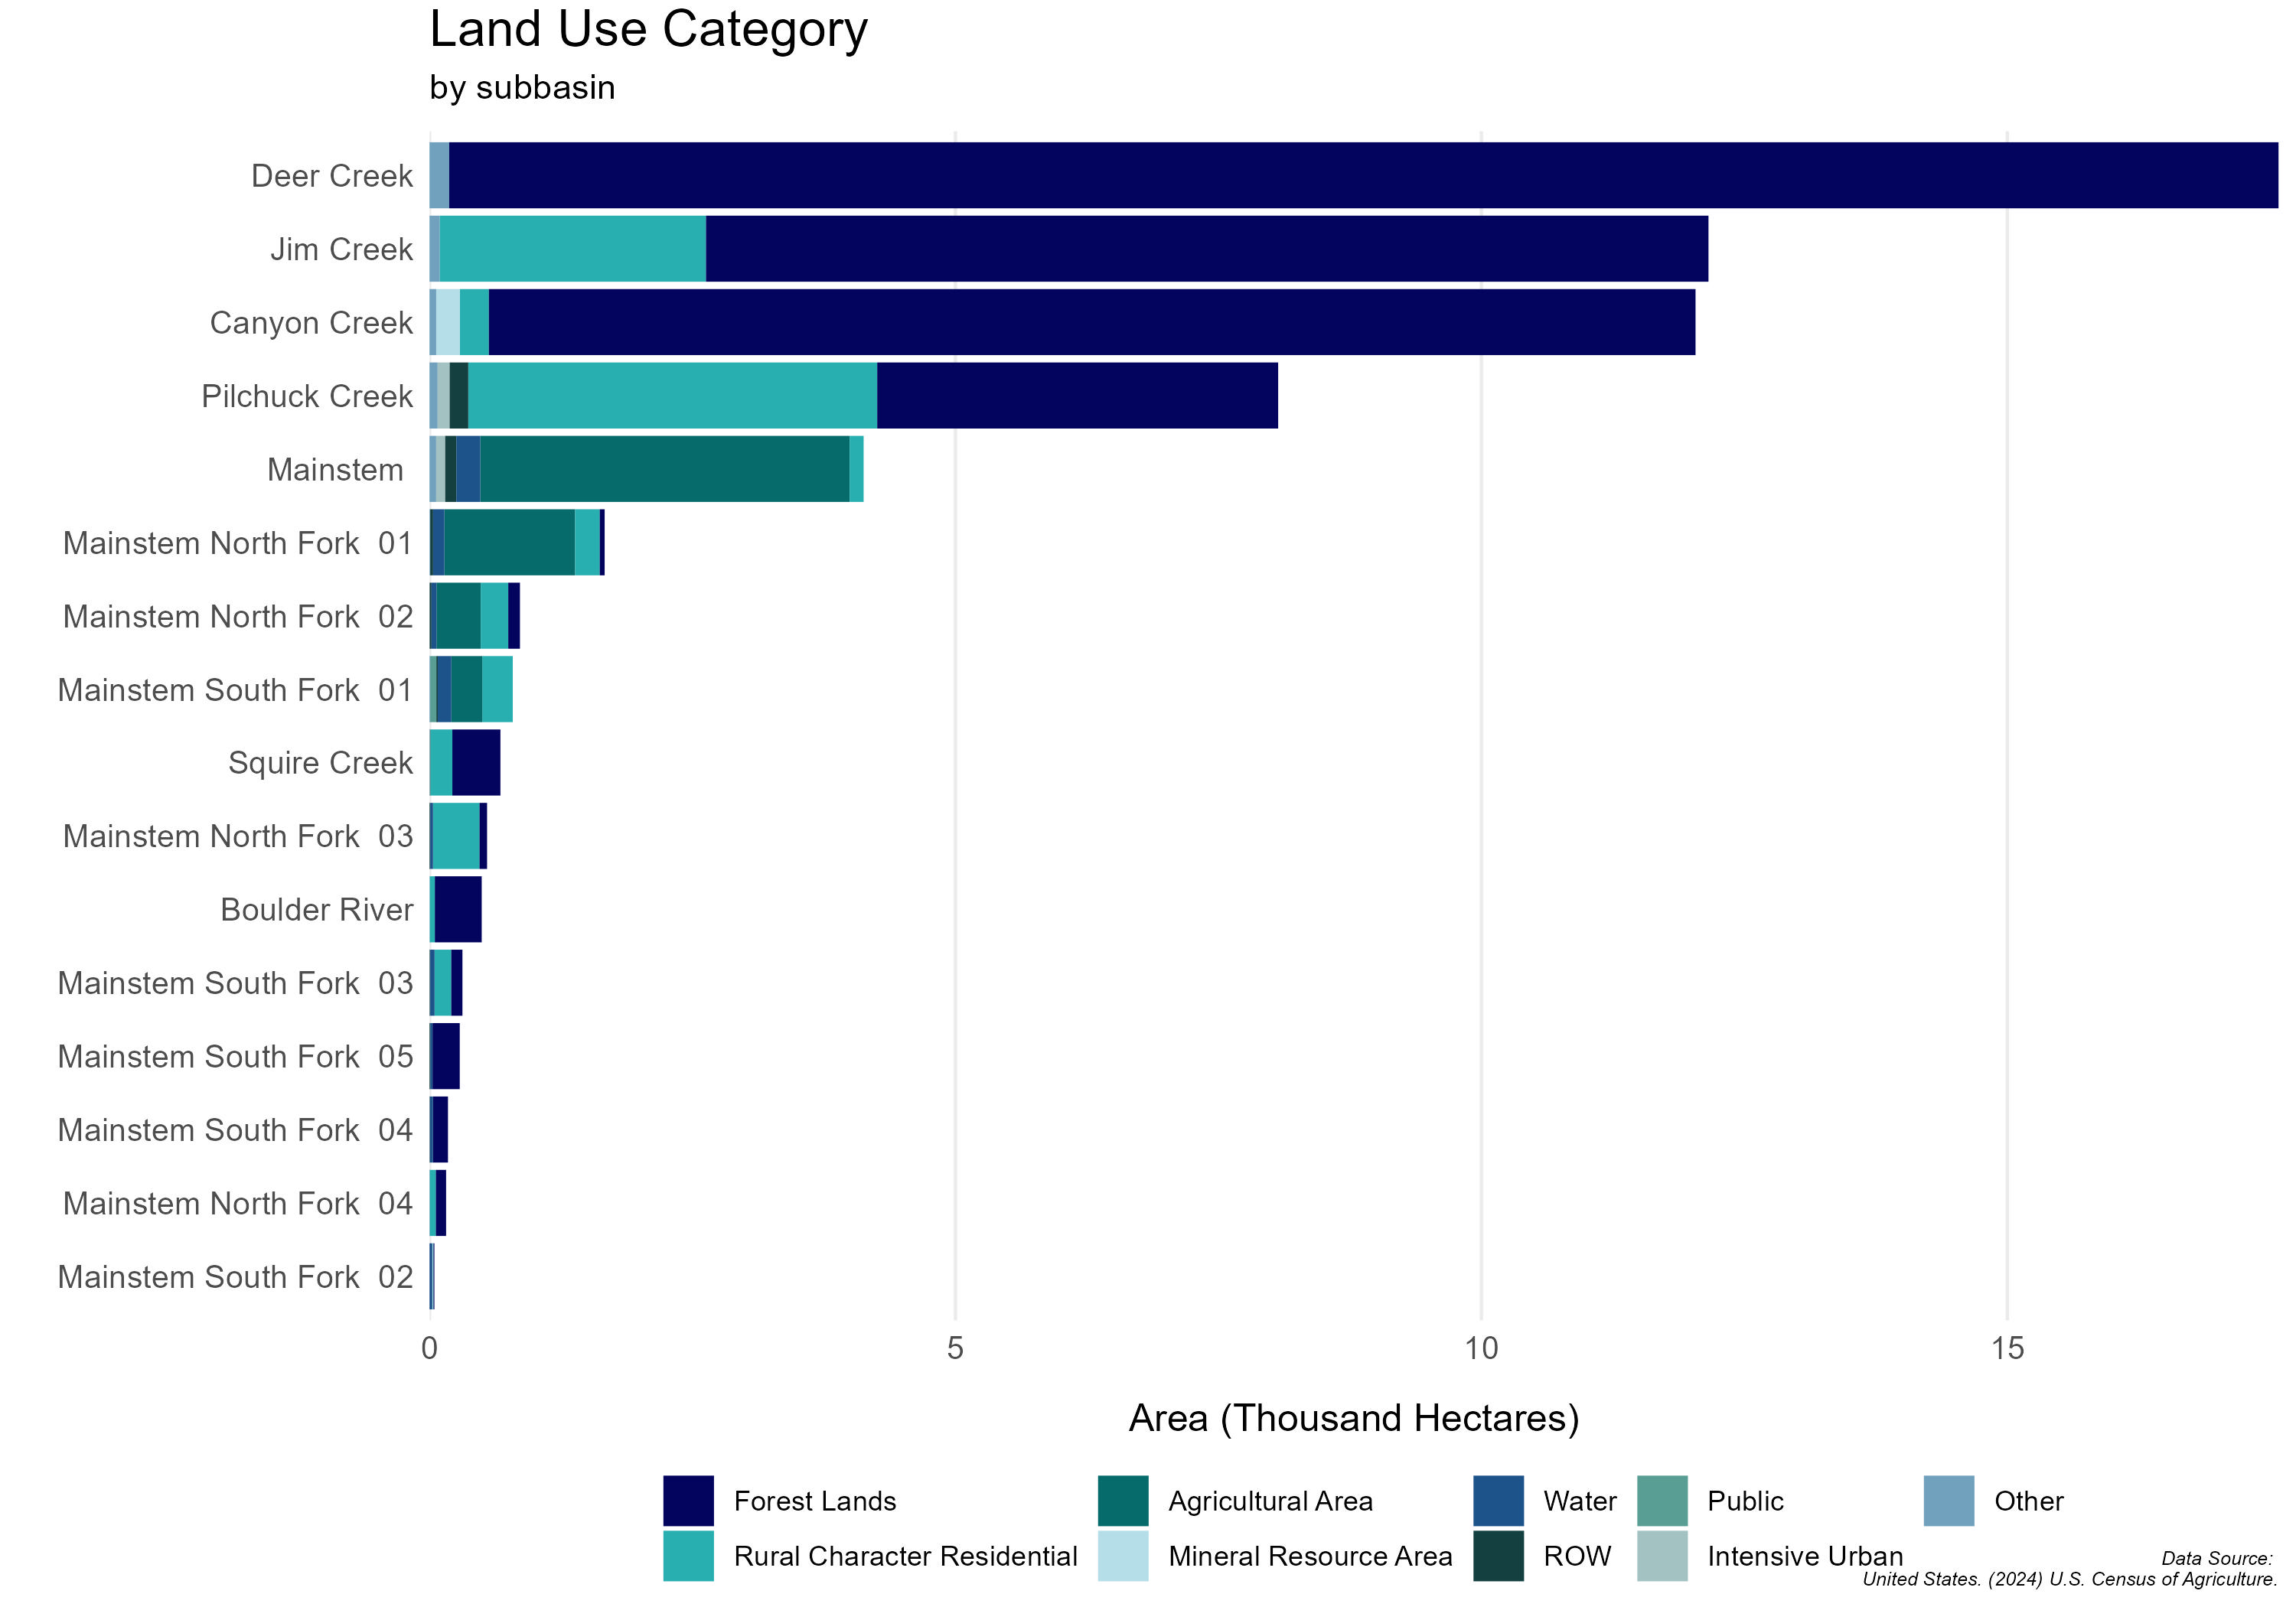 Land Use Category
by subbasin
Deer Creek
Jim Creek
Canyon Creek
Pilchuck Creek
Mainstem
Mainstem North Fork  01
Mainstem North Fork  02
Mainstem South Fork  01
Squire Creek
Mainstem North Fork  03
Boulder River
Mainstem South Fork  03
Mainstem South Fork  05
Mainstem South Fork  04
Mainstem North Fork  04
Mainstem South Fork  02
0 5 10 15
Area (Thousand Hectares)
Forest Lands Agricultural Area Water Public Other
Rural Character Residential Mineral Resource Area ROW Intensive Urban
Data Source:
United States. (2024) U.S. Census of Agriculture.